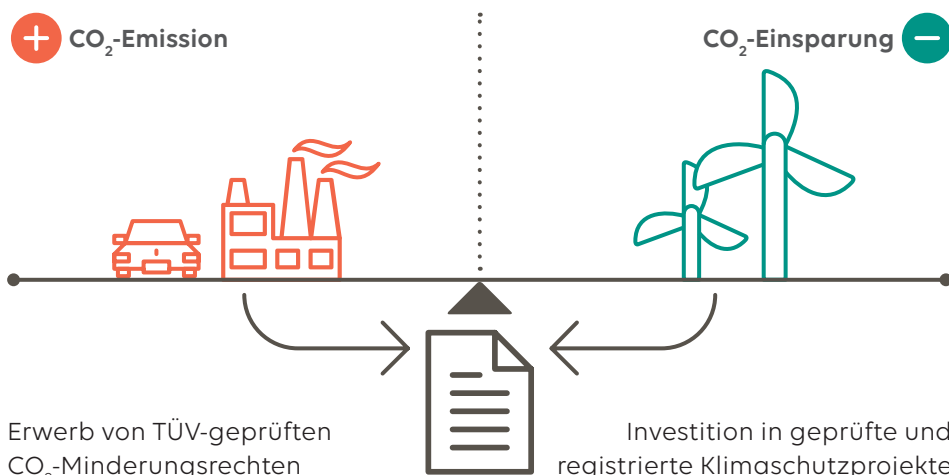 CO₂-Emission
CO₂-Einsparung
Erwerb von TÜV-geprüften
CO₂-Minderungsrechten
Investition in geprüfte und
registrierte Klimaschutzprojekte